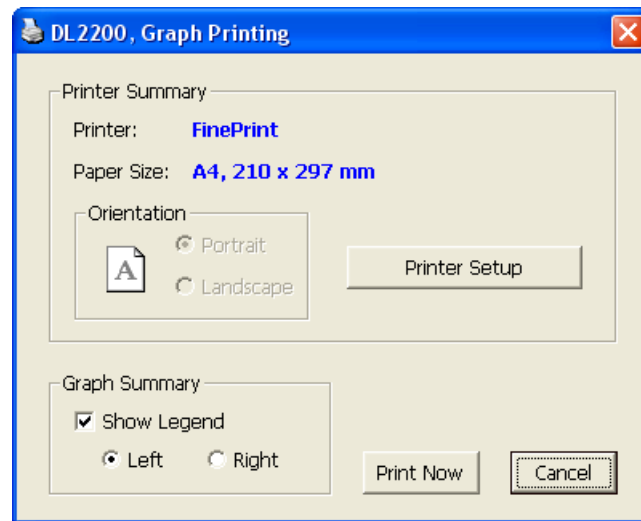 DL2200, Graph Printing
Printer Summary
Printer: FinePrint
Paper Size: A4, 210 x 297 mm
Orientation
A
Portrait
Landscape
Printer Setup
Graph Summary
Show Legend
Left Right
Print Now Cancel